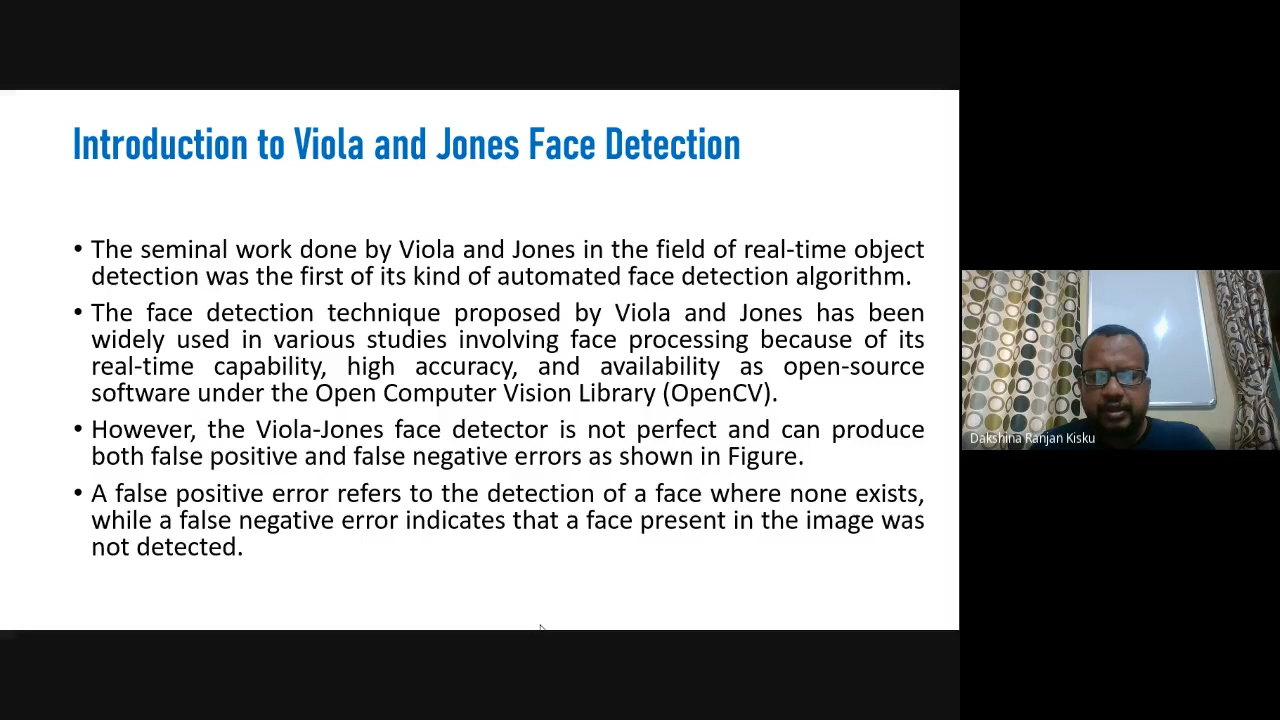 Introduction to Viola and Jones Face Detection
• The seminal work done by Viola and Jones in the field of real-time object
detection was the first of its kind of automated face detection algorithm.
• The face detection technique proposed by Viola and Jones has been
widely used in various studies involving face processing because of its
real-time capability, high accuracy, and availability as open-source
software under the Open Computer Vision Library (OpenCV).
• However, the Viola-Jones face detector is not perfect and can produce
both false positive and false negative errors as shown in Figure.
• A false positive error refers to the detection of a face where none exists,
while a false negative error indicates that a face present in the image was
not detected.
Dakshina Ranjan Kisku